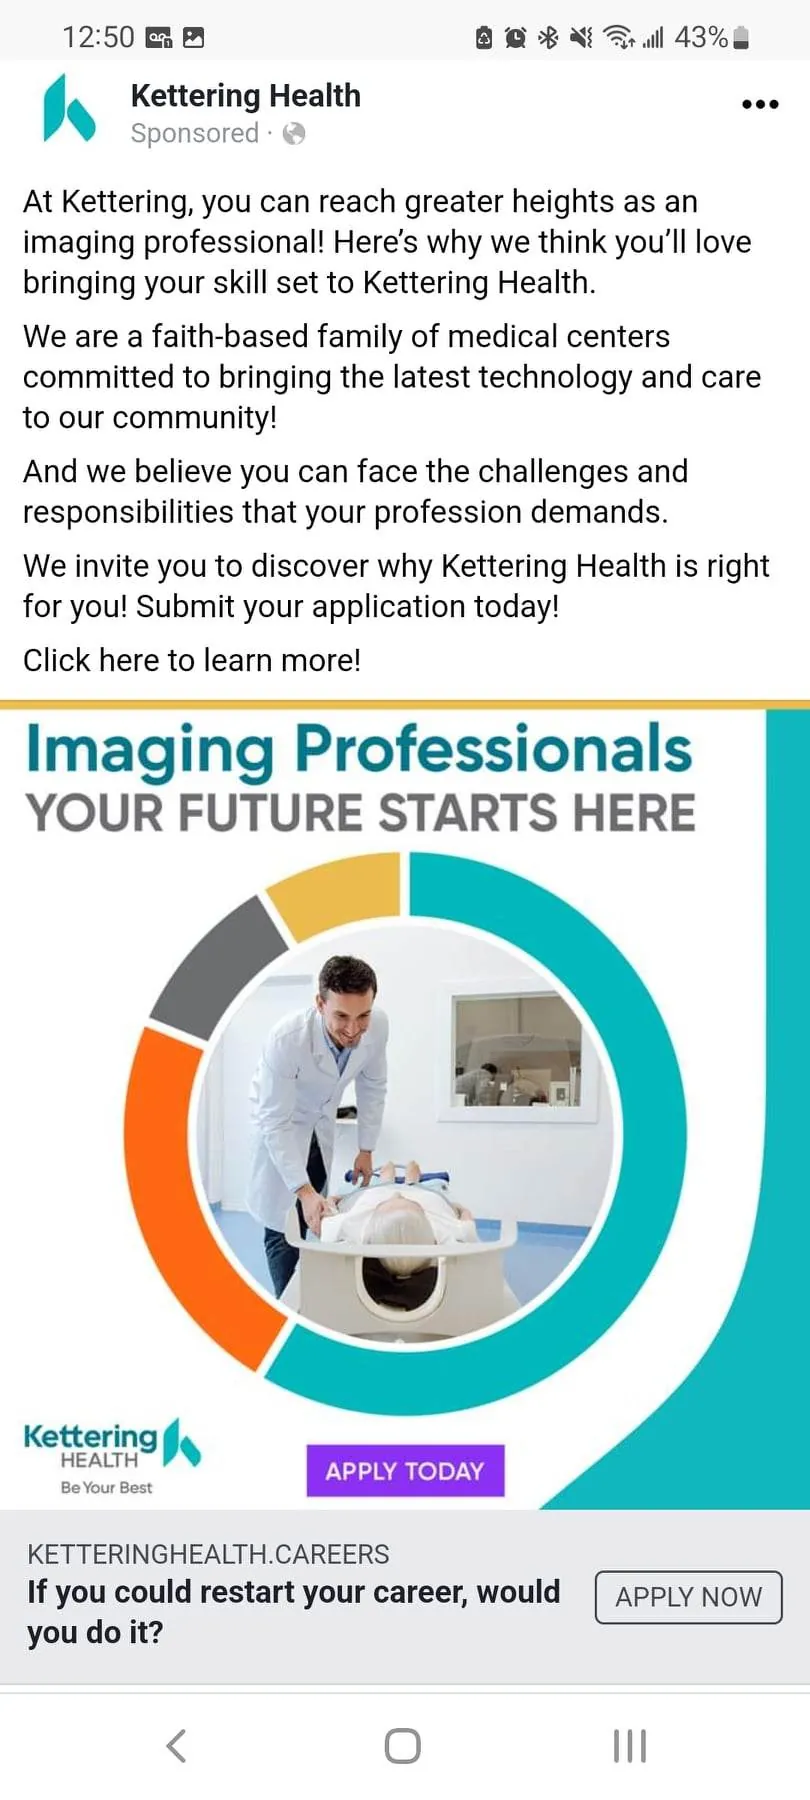 12:50
43%
Kettering Health
Sponsored ·
At Kettering, you can reach greater heights as an
imaging professional! Here's why we think you'll love
bringing your skill set to Kettering Health.
We are a faith-based family of medical centers
committed to bringing the latest technology and care
to our community!
And we believe you can face the challenges and
responsibilities that your profession demands.
We invite you to discover why Kettering Health is right
for you! Submit your application today!
Click here to learn more!
Imaging Professionals
YOUR FUTURE STARTS HERE
Kettering
HEALTH
Be Your Best
APPLY TODAY
KETTERINGHEALTH.CAREERS
If you could restart your career, would
you do it?
APPLY NOW